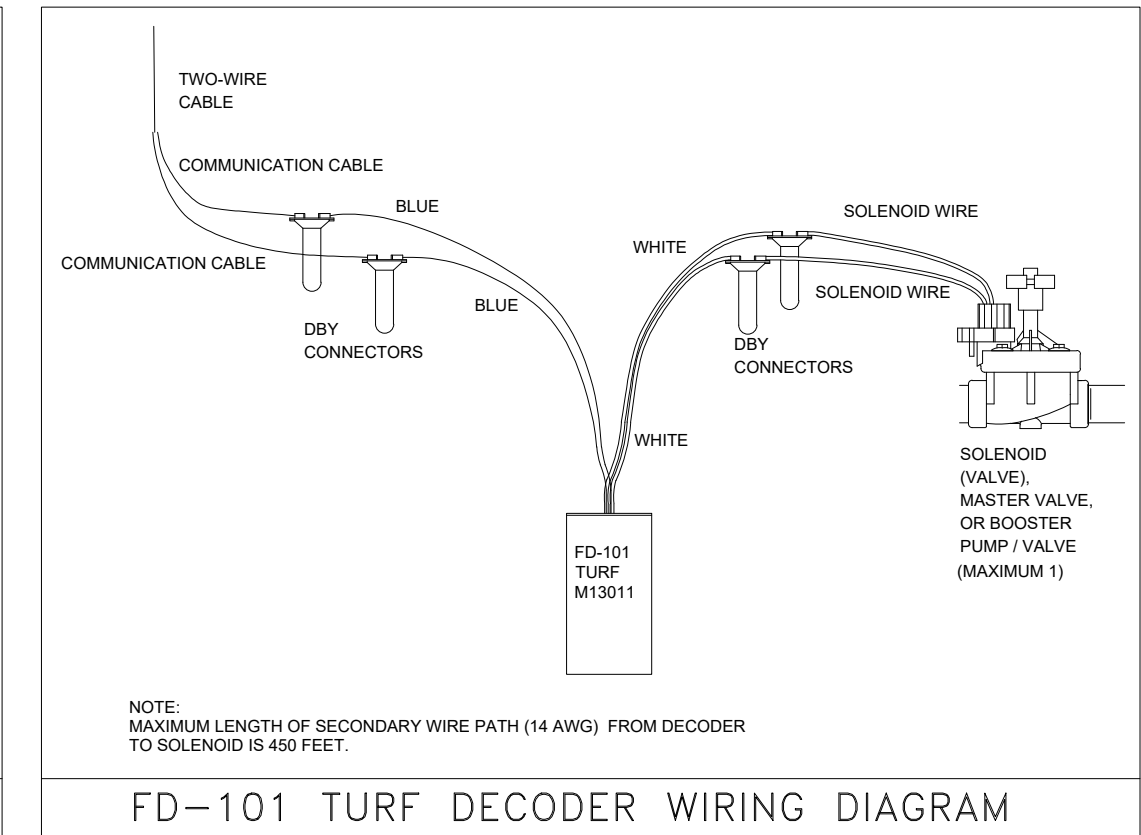 TWO-WIRE
CABLE
COMMUNICATION CABLE
BLUE
COMMUNICATION CABLE
BLUE
DBY
CONNECTORS
SOLENOID WIRE
WHITE
SOLENOID WIRE
DBY
CONNECTORS
WHITE
SOLENOID
(VALVE),
MASTER VALVE,
OR BOOSTER
PUMP / VALVE
(MAXIMUM 1)
FD-101
TURF
M13011
NOTE:
MAXIMUM LENGTH OF SECONDARY WIRE PATH (14 AWG) FROM DECODER
TO SOLENOID IS 450 FEET.
FD-101 TURF DECODER WIRING DIAGRAM